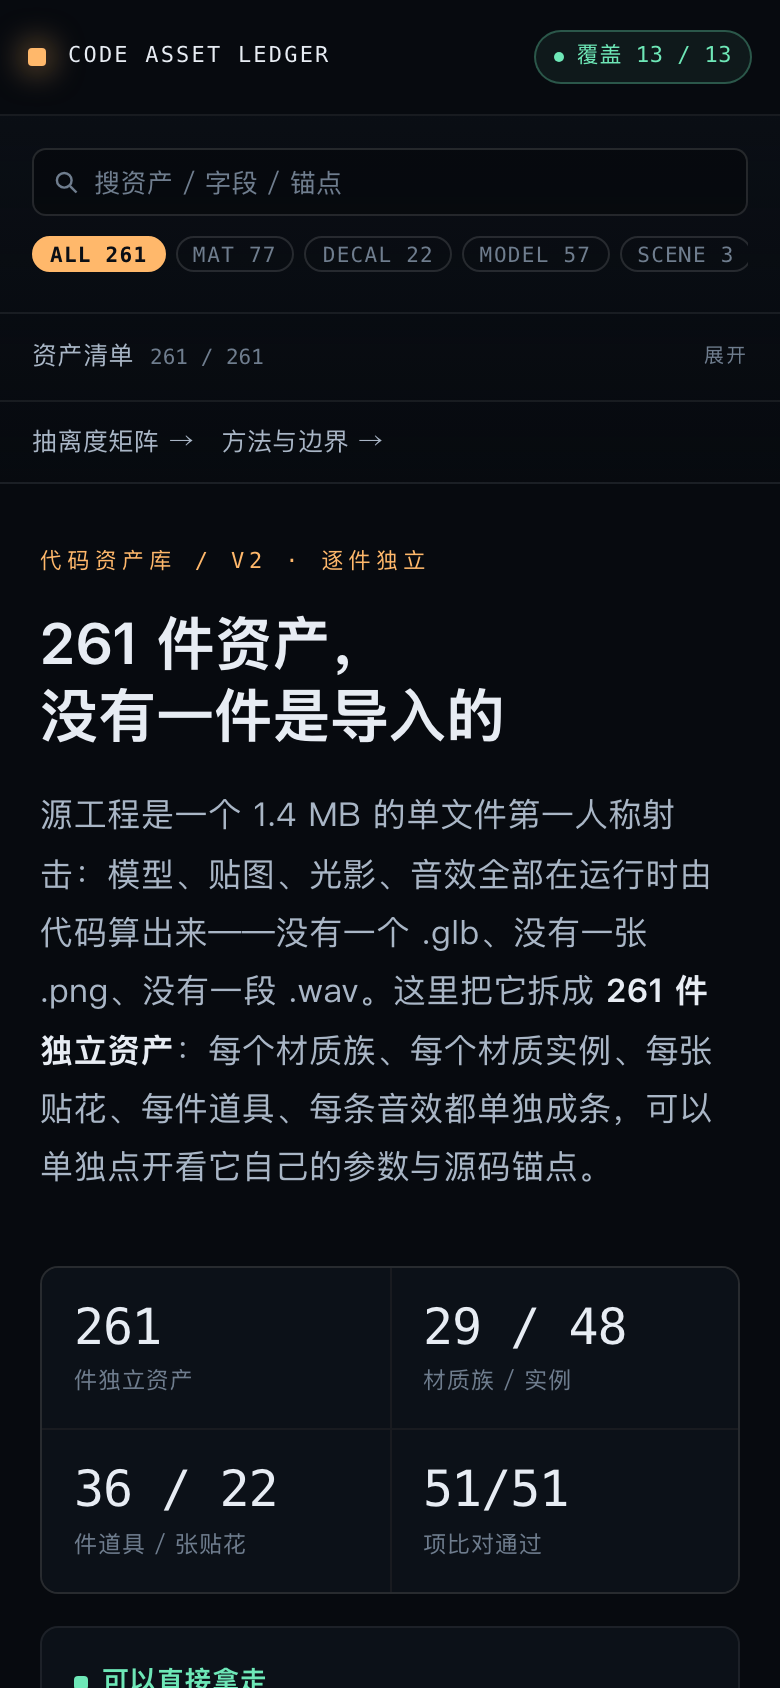 CODE ASSET LEDGER
覆盖 13 / 13
搜资产 / 字段 / 锚点
ALL 261
MAT 77
DECAL 22
MODEL 57
SCENE 3
资产清单 261 / 261
展开
抽离度矩阵 →
方法与边界 →
代码资产库 / V2 · 逐件独立
261 件资产，
没有一件是导入的
源工程是一个 1.4 MB 的单文件第一人称射
击：模型、贴图、光影、音效全部在运行时由
代码算出来——没有一个 .glb、没有一张
.png、没有一段 .wav。这里把它拆成 261 件
独立资产：每个材质族、每个材质实例、每张
贴花、每件道具、每条音效都单独成条，可以
单独点开看它自己的参数与源码锚点。
261
件独立资产
29 / 48
材质族 / 实例
36 / 22
件道具 / 张贴花
51/51
项比对通过
可以直接拿走